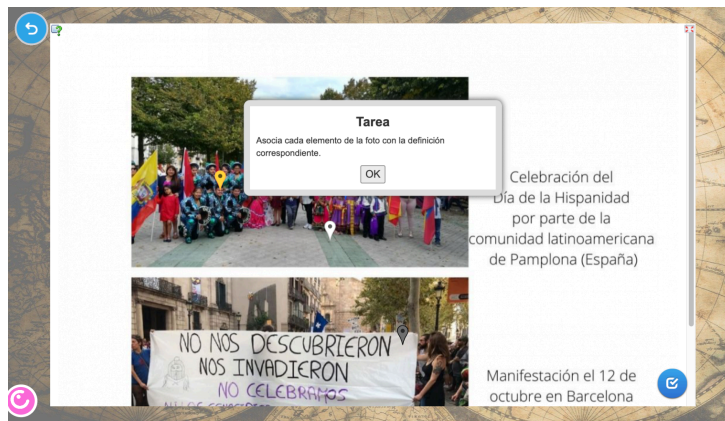 Tarea
Asocia cada elemento de la foto con la definición
correspondiente.
OK
Celebración del
Día de la Hispanidad
por parte de la
comunidad latinoamericana
de Pamplona (España)
NO NOS DESCUBRIERON
NOS INVADIERON
NO CELEBRAMOS
Manifestación el 12 de
octubre en Barcelona